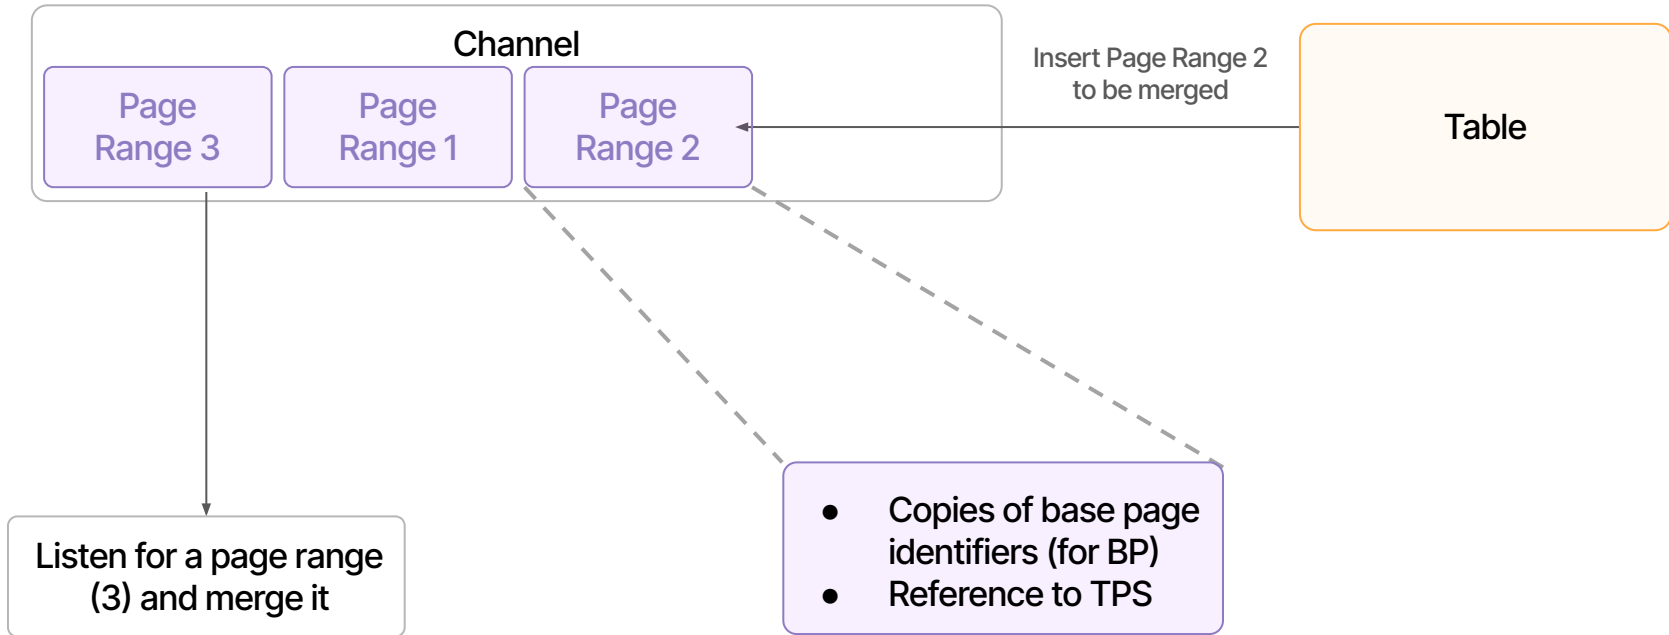 Channel
Page
Range 3
Page
Range 1
Page
Range 2
Insert Page Range 2
to be merged
Table
Listen for a page range
(3) and merge it
● Copies of base page
identifiers (for BP)
● Reference to TPS